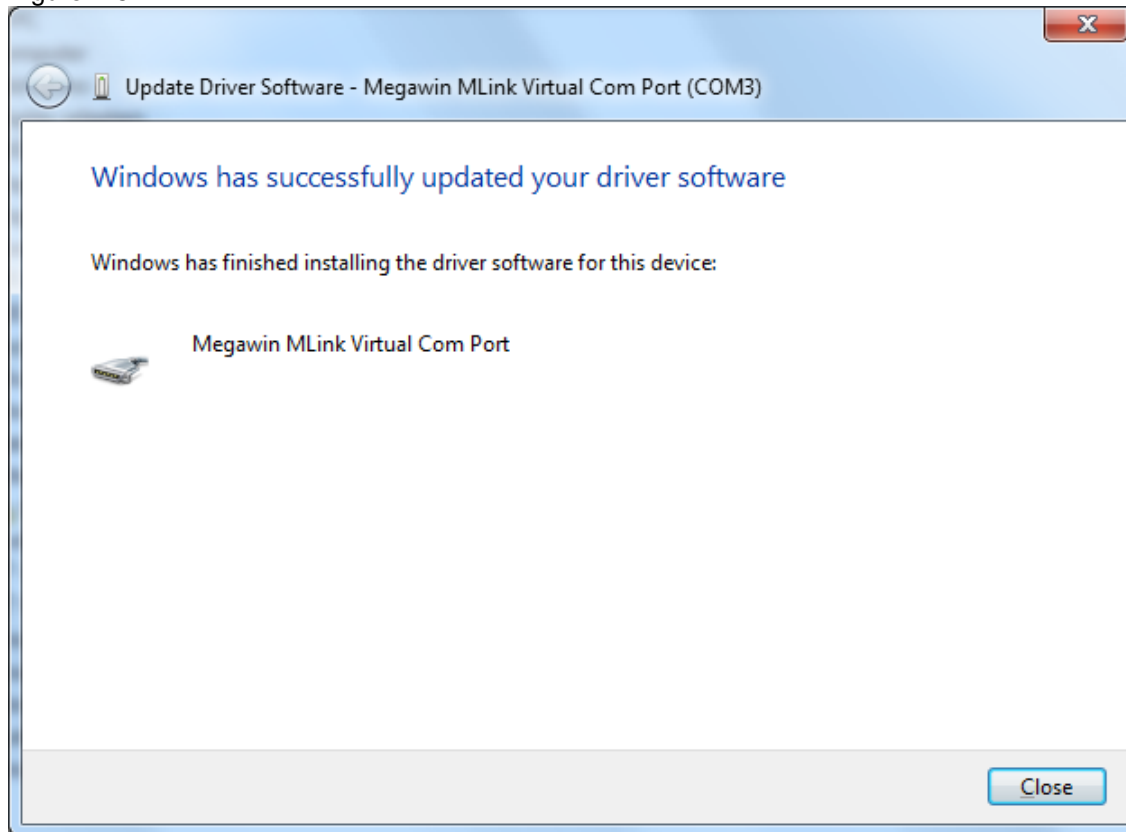 Update Driver Software - Megawin MLink Virtual Com Port (COM3)
Windows has successfully updated your driver software
Windows has finished installing the driver software for this device:
Megawin MLink Virtual Com Port
Close